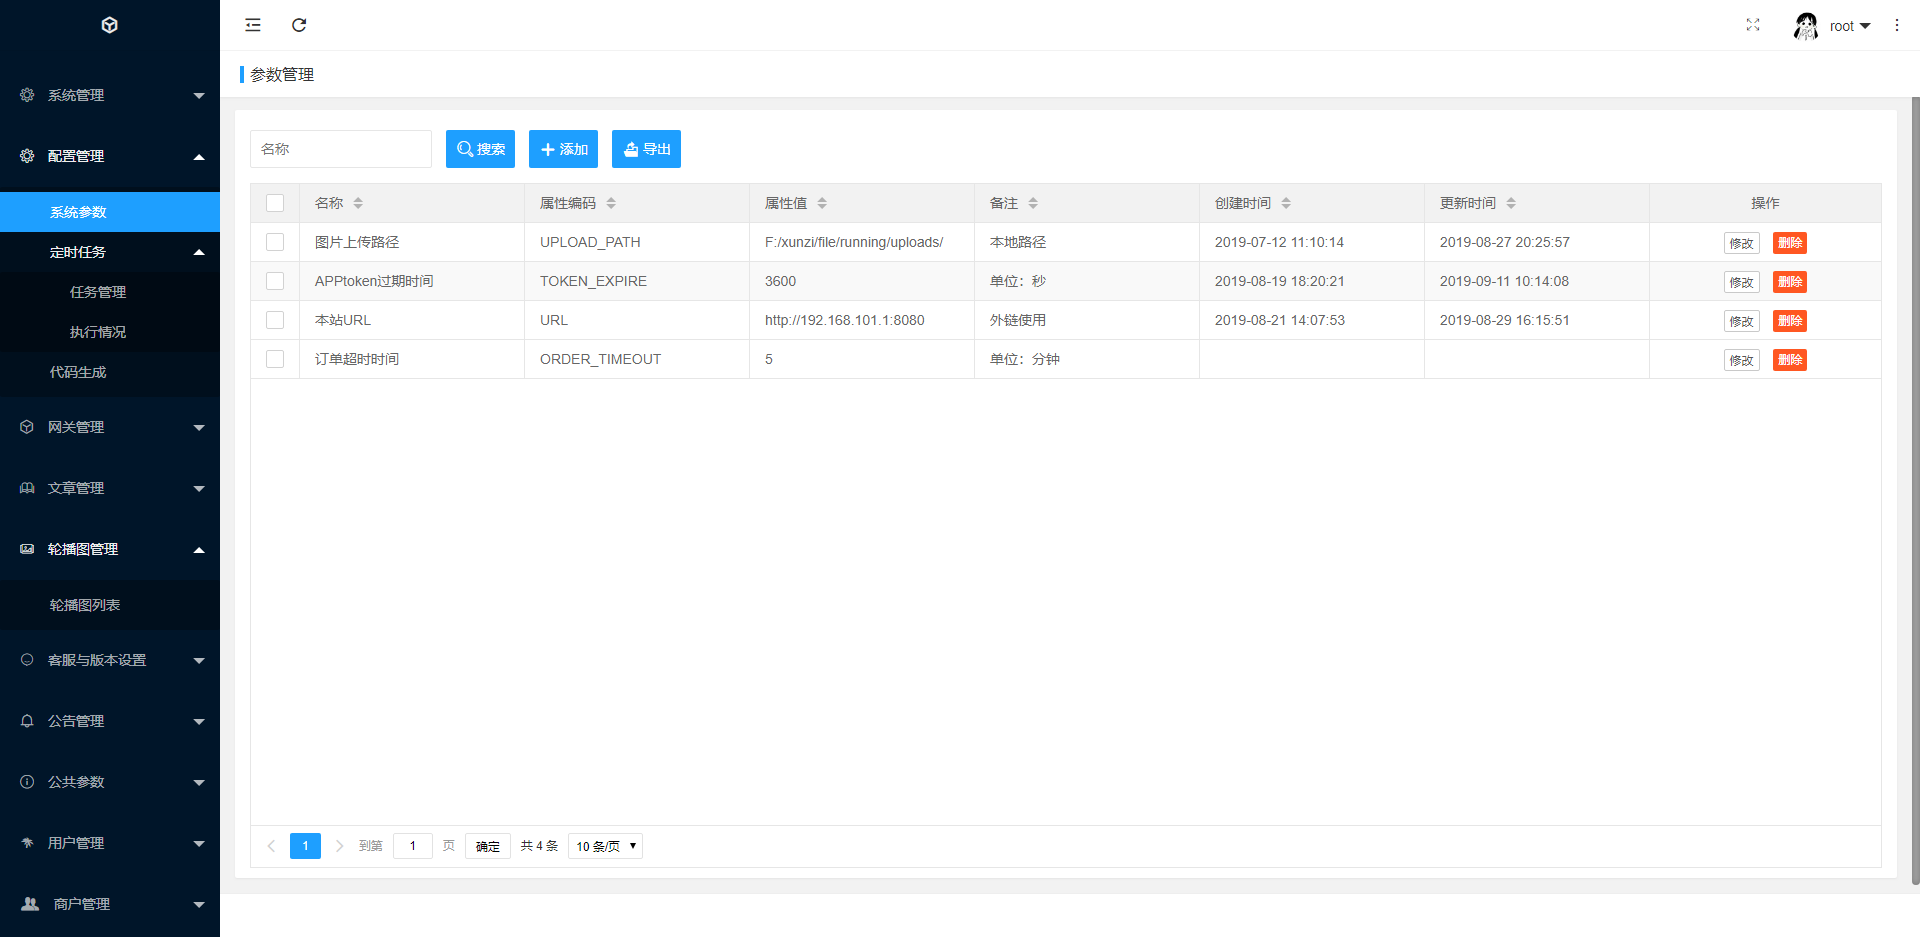 root
参数管理
系统管理
配置管理
系统参数
定时任务
任务管理
执行情况
代码生成
网关管理
文章管理
轮播图管理
轮播图列表
客服与版本设置
公告管理
公共参数
用户管理
商户管理
名称 搜索 添加 导出
名称 属性编码 属性值 备注 创建时间 更新时间 操作
图片上传路径 UPLOAD_PATH F:/xunzi/file/running/uploads/ 本地路径 2019-07-12 11:10:14 2019-08-27 20:25:57 修改 删除
APPtoken过期时间 TOKEN_EXPIRE 3600 单位：秒 2019-08-19 18:20:21 2019-09-11 10:14:08 修改 删除
本站URL URL http://192.168.101.1:8080 外链使用 2019-08-21 14:07:53 2019-08-29 16:15:51 修改 删除
订单超时时间 ORDER_TIMEOUT 5 单位：分钟 修改 删除
1 到第 1 页 确定 共 4 条 10 条/页